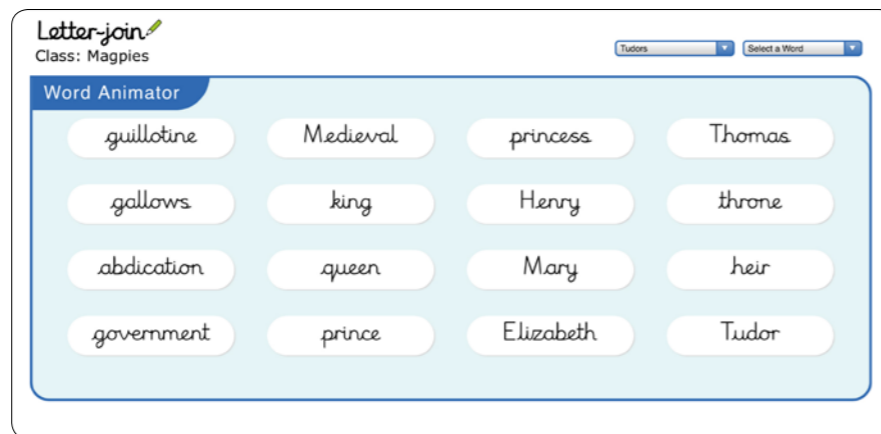 Letter-join
Class: Magpies
Tudors Select a Word
Word Animator
guillotine Medieval princess Thomas
gallows king Henry throne
abdication queen Mary heir
government prince Elizabeth Tudor